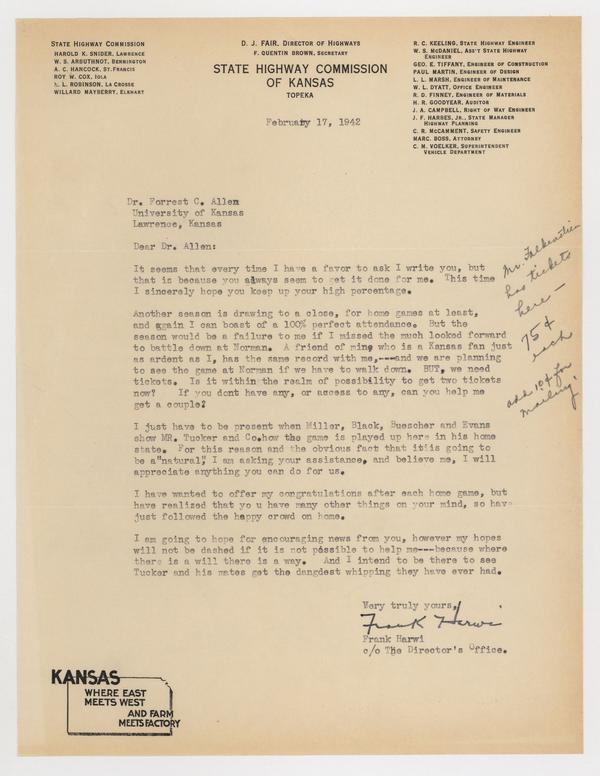 STATE HIGHWAY COMMISSION
HAROLD K. SNIDER, LAWRENCE
W. S. ARBUTHNOT, BENNINGTON
A. C. HANCOCK, ST. FRANCIS
ROY W. COX, IOLA
L. ROBINSON, LA CROSSE
WILLARD MAYBERRY, ELKHART
D. J. FAIR, DIRECTOR OF HIGHWAYS
F. QUENTIN BROWN, SECRETARY
STATE HIGHWAY COMMISSION
OF KANSAS
TOPEKA
R. C. KEELING, STATE HIGHWAY ENGINEER
W. S. MCDANIEL, ASS'T STATE HIGHWAY
ENGINEER
GEO. E. TIFFANY, ENGINEER OF CONSTRUCTION
PAUL MARTIN, ENGINEER OF DESIGN
L. L. MARSH, ENGINEER OF MAINTENANCE
W. L. DYATT, OFFICE ENGINEER
R. D. FINNEY, ENGINEER OF MATERIALS
H. R. GOODYEAR, AUDITOR
J. A. CAMPBELL, RIGHT OF WAY ENGINEER
J. F. HARBES, JR., STATE MANAGER
HIGHWAY PLANNING
C. R. MCCAMMENT, SAFETY ENGINEER
MARC. BOSS, ATTORNEY
C. M. VOELKER, SUPERINTENDENT
VEHICLE DEPARTMENT
February 17, 1942
Dr. Forrest C. Allen
University of Kansas
Lawrence, Kansas
Dear Dr. Allen:
It seems that every time I have a favor to ask I write you, but
that is because you always seem to get it done for me. This time
I sincerely hope you keep up your high percentage.
Another season is drawing to a close, for home games at least,
and again I can boast of a 100% perfect attendance. But the
season would be a failure to me if I missed the much looked forward
to battle down at Norman. A friend of mine who is a Kansas fan just
as ardent as I, has the same record with me,---and we are planning
to see the game at Norman if we have to walk down. BUT, we need
tickets. Is it within the realm of possibility to get two tickets
now? If you dont have any, or access to any, can you help me
get a couple?
Mr. Falkenstien
has tickets
here -
75¢
each
add 10¢ for
mailing.
I just have to be present when Miller, Black, Buescher and Evans
show MR. Tucker and Co.how the game is played up here in his home
state. For this reason and the obvious fact that it is going to
be a"natural", I am asking your assistance, and believe me, I will
appreciate anything you can do for us.
I have wanted to offer my congratulations after each home game, but
have realized that yo u have many other things on your mind, so have
just followed the happy crowd on home.
I am going to hope for encouraging news from you, however my hopes
will not be dashed if it is not possible to help me---because where
there is a will there is a way. And I intend to be there to see
Tucker and his mates get the dangdest whipping they have ever had.
Very truly yours,
Frank Harwi
Frank Harwi
c/o The Director's Office.
KANSAS
WHERE EAST
MEETS WEST
AND FARM
MEETS FACTORY